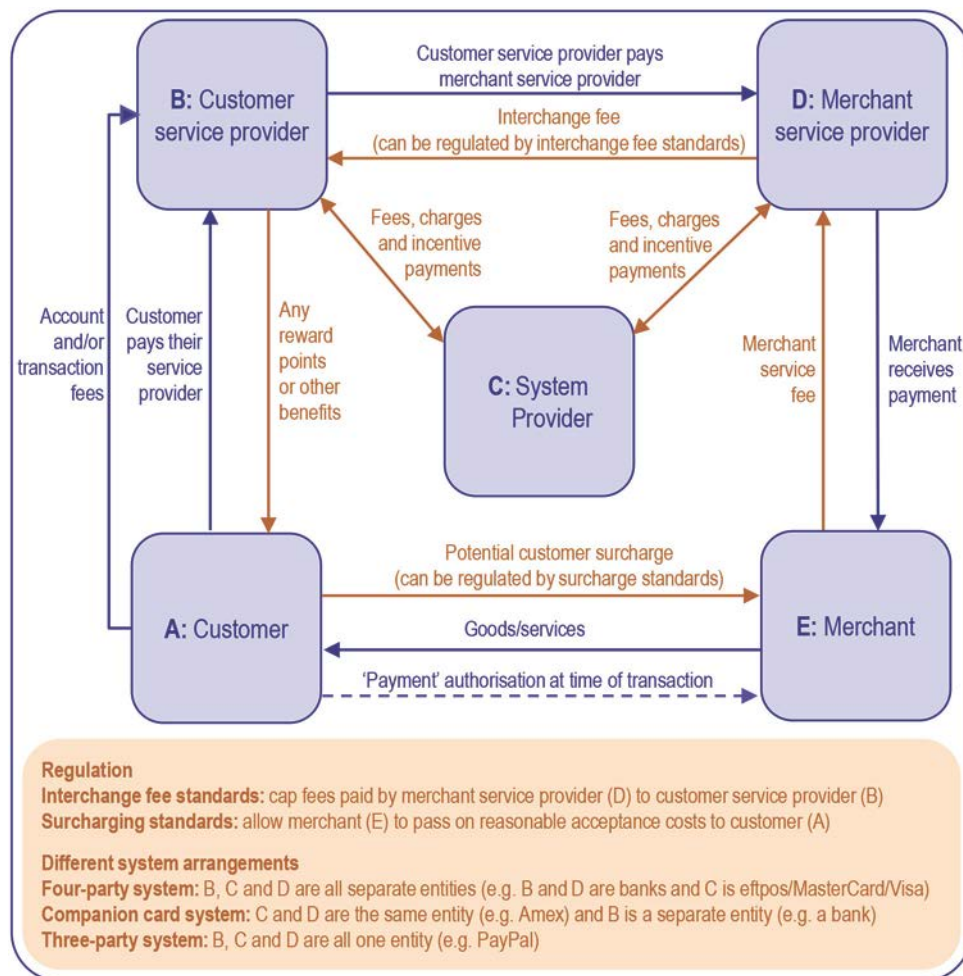 Customer service provider pays
merchant service provider
B: Customer
service provider
D: Merchant
service provider
Interchange fee
(can be regulated by interchange fee standards)
Fees, charges
and incentive
payments
Fees, charges
and incentive
payments
Account
and/or
transaction
fees
Customer
pays their
service
provider
Any
reward
points
or other
benefits
C: System
Provider
Merchant
service
fee
Merchant
receives
payment
Potential customer surcharge
(can be regulated by surcharge standards)
A: Customer
Goods/services
E: Merchant
‘Payment’ authorisation at time of transaction
Regulation
Interchange fee standards: cap fees paid by merchant service provider (D) to customer service provider (B)
Surcharging standards: allow merchant (E) to pass on reasonable acceptance costs to customer (A)
Different system arrangements
Four-party system: B, C and D are all separate entities (e.g. B and D are banks and C is eftpos/MasterCard/Visa)
Companion card system: C and D are the same entity (e.g. Amex) and B is a separate entity (e.g. a bank)
Three-party system: B, C and D are all one entity (e.g. PayPal)